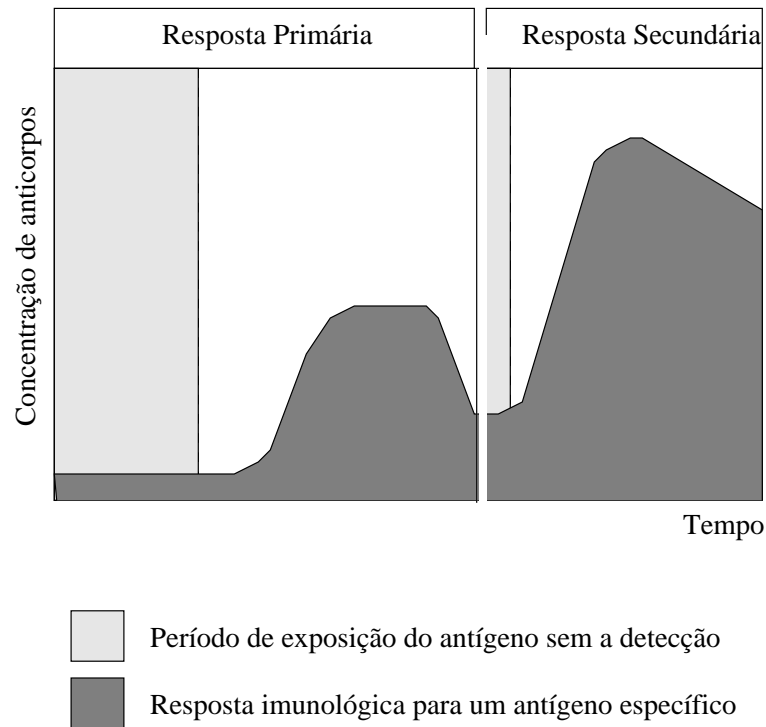 Resposta Primária
Resposta Secundária
Concentração de anticorpos
Tempo
Período de exposição do antígeno sem a detecção
Resposta imunológica para um antígeno específico